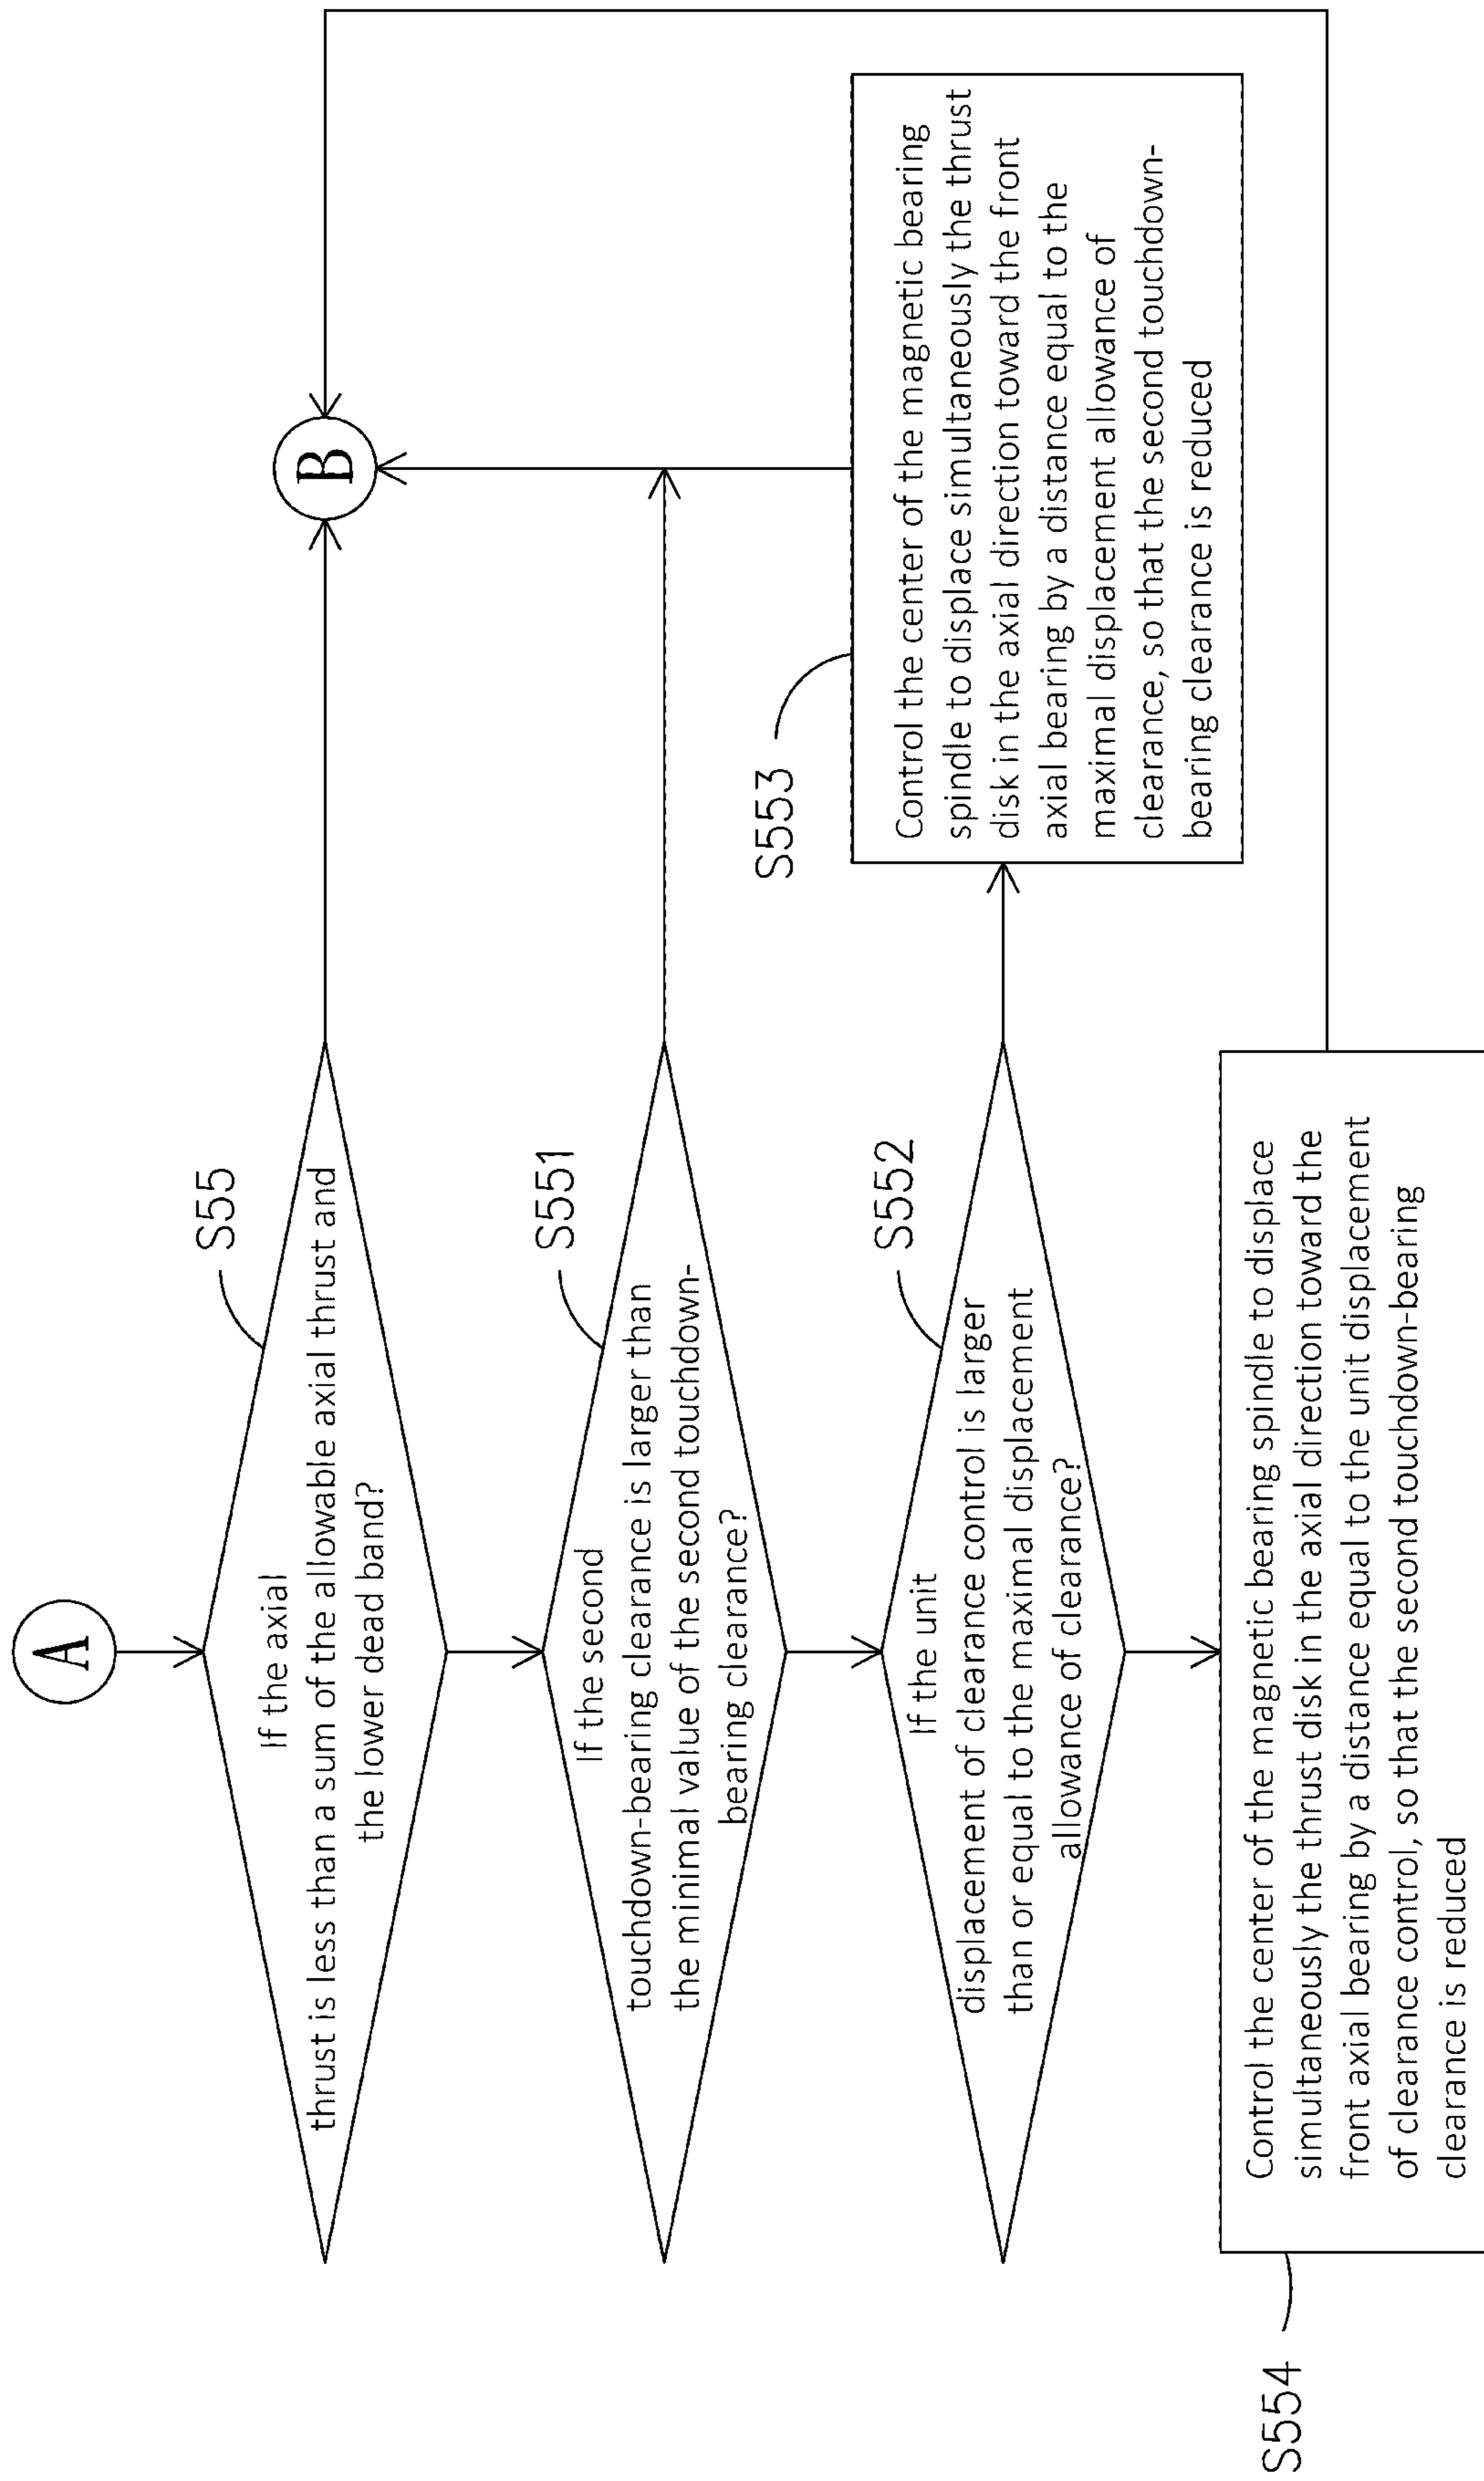 A
S55
If the axial
thrust is less than a sum of the allowable axial thrust and
the lower dead band?
B
S551
If the second
touchdown-bearing clearance is larger than
the minimal value of the second touchdown-
bearing clearance?
S552
If the unit
displacement of clearance control is larger
than or equal to the maximal displacement
allowance of clearance?
S553
Control the center of the magnetic bearing
spindle to displace simultaneously the thrust
disk in the axial direction toward the front
axial bearing by a distance equal to the
maximal displacement allowance of
clearance, so that the second touchdown-
bearing clearance is reduced
S554
Control the center of the magnetic bearing spindle to displace
simultaneously the thrust disk in the axial direction toward the
front axial bearing by a distance equal to the unit displacement
of clearance control, so that the second touchdown-bearing
clearance is reduced